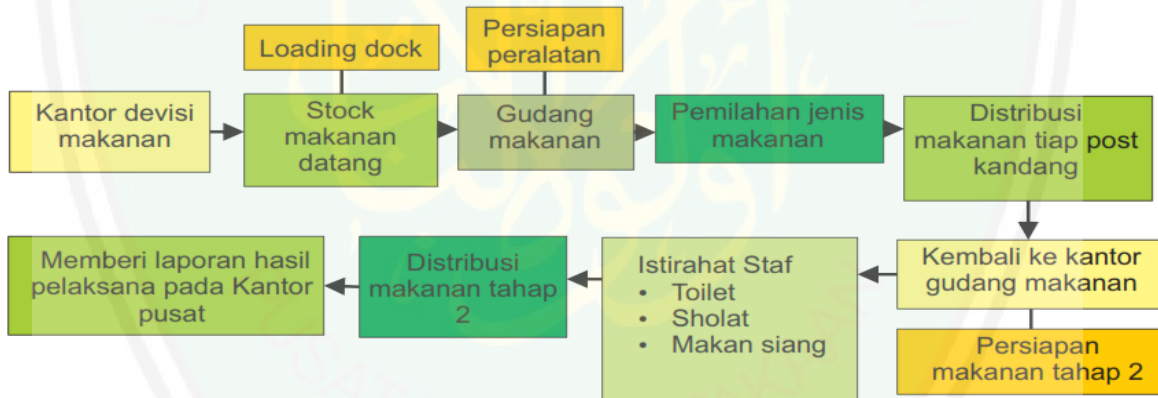 Loading dock
Persiapan
peralatan
Kantor devisi
makanan
Stock
makanan
datang
Gudang
makanan
Pemilahan jenis
makanan
Distribusi
makanan tiap post
kandang
Kembali ke kantor
gudang makanan
Persiapan
makanan tahap 2
Istirahat Staf
• Toilet
• Sholat
• Makan siang
Distribusi
makanan tahap
2
Memberi laporan hasil
pelaksana pada Kantor
pusat